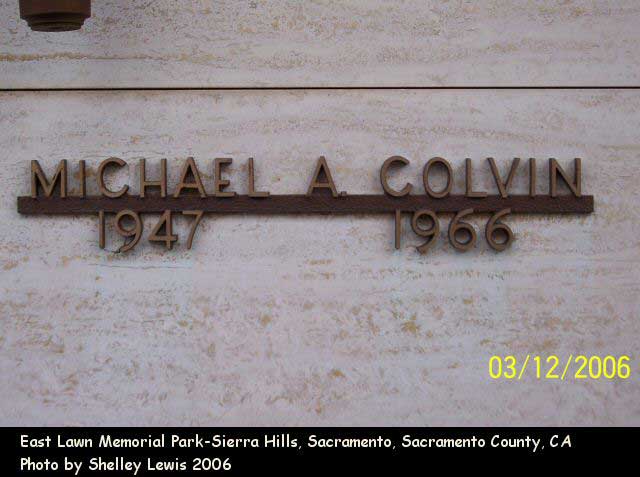 MICHAEL A. COLVIN
1947 1966
03/12/2006
East Lawn Memorial Park-Sierra Hills, Sacramento, Sacramento County, CA
Photo by Shelley Lewis 2006